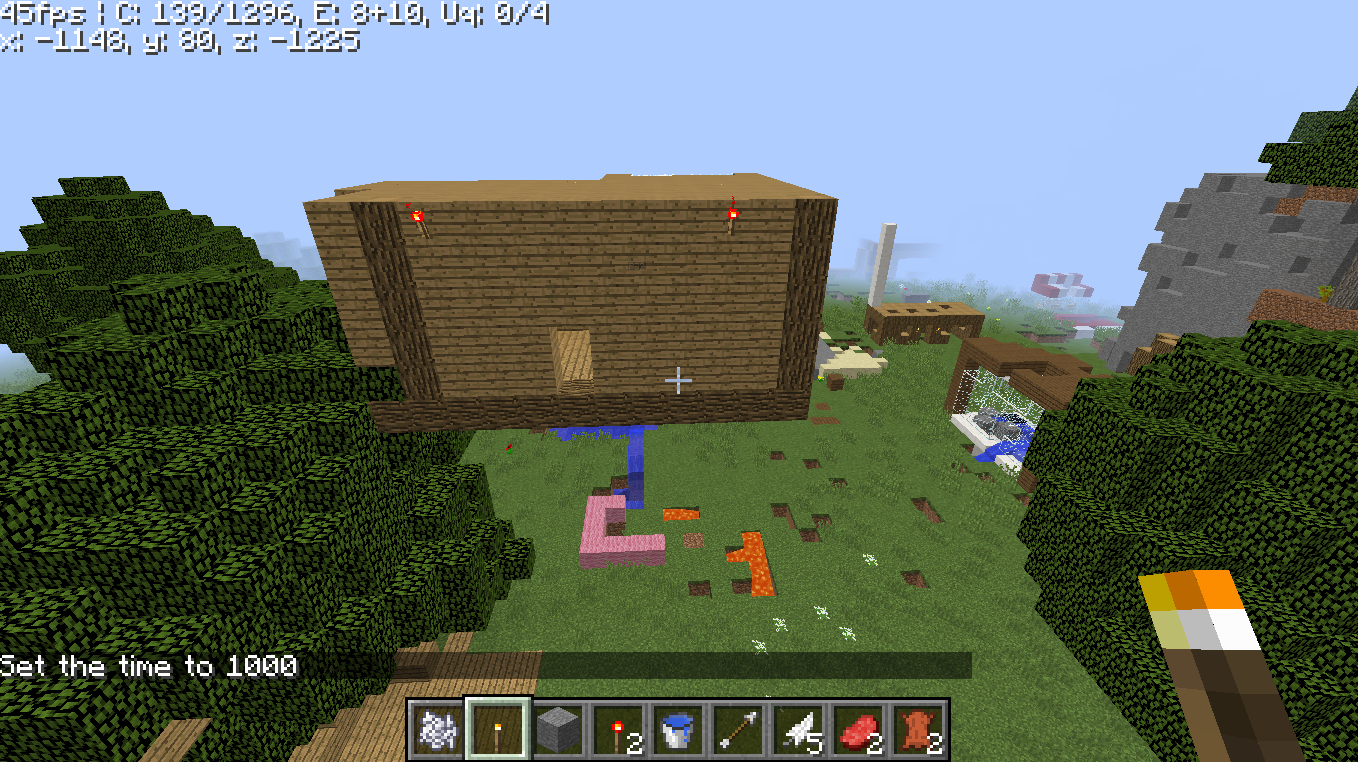 45fps | C: 139/1296, E: 8+10, Uq: 0/4
x: -1148, y: 80, z: -1225
Set the time to 1000
2
5
2
2